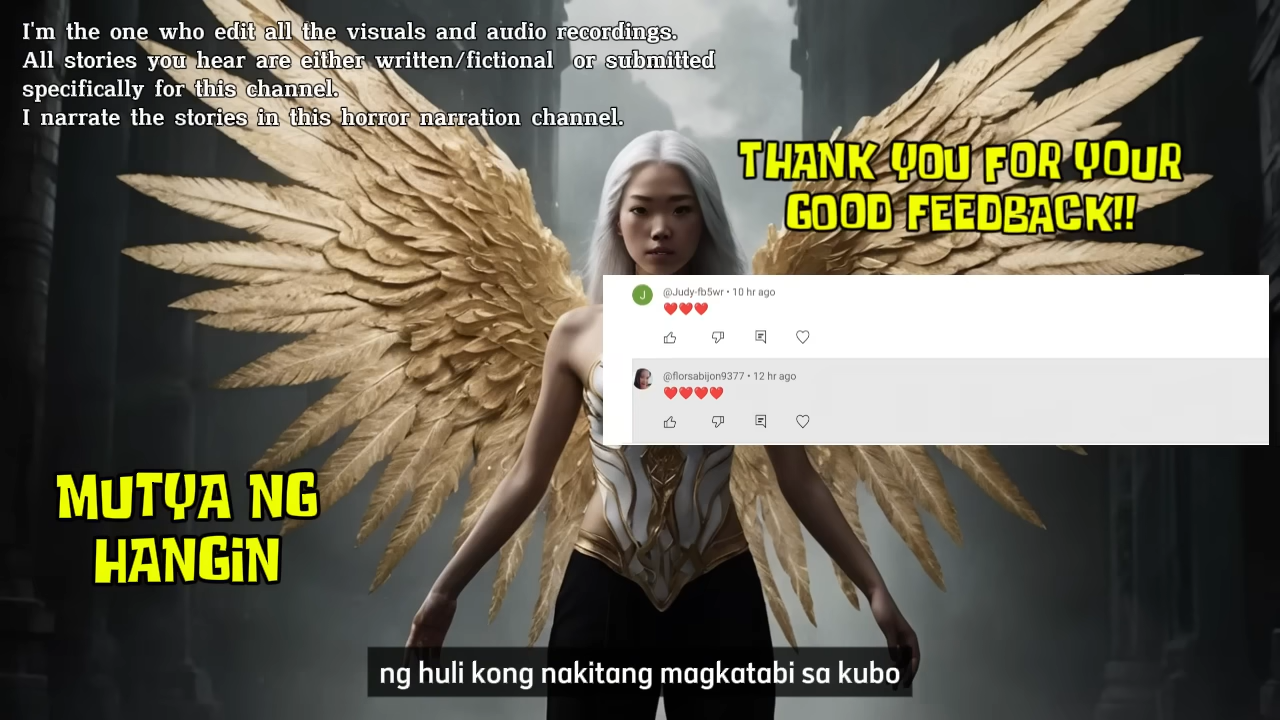 I'm the one who edit all the visuals and audio recordings.
All stories you hear are either written/fictional or submitted
specifically for this channel.
I narrate the stories in this horror narration channel.
THANK YOU FOR YOUR
GOOD FEEDBACK!!
J
@Judy-fb5wr • 10 hr ago
❤️❤️❤️
@florsabijon9377 • 12 hr ago
❤️❤️❤️❤️
MUTYA NG
HANGiN
ng huli kong nakitang magkatabi sa kubo